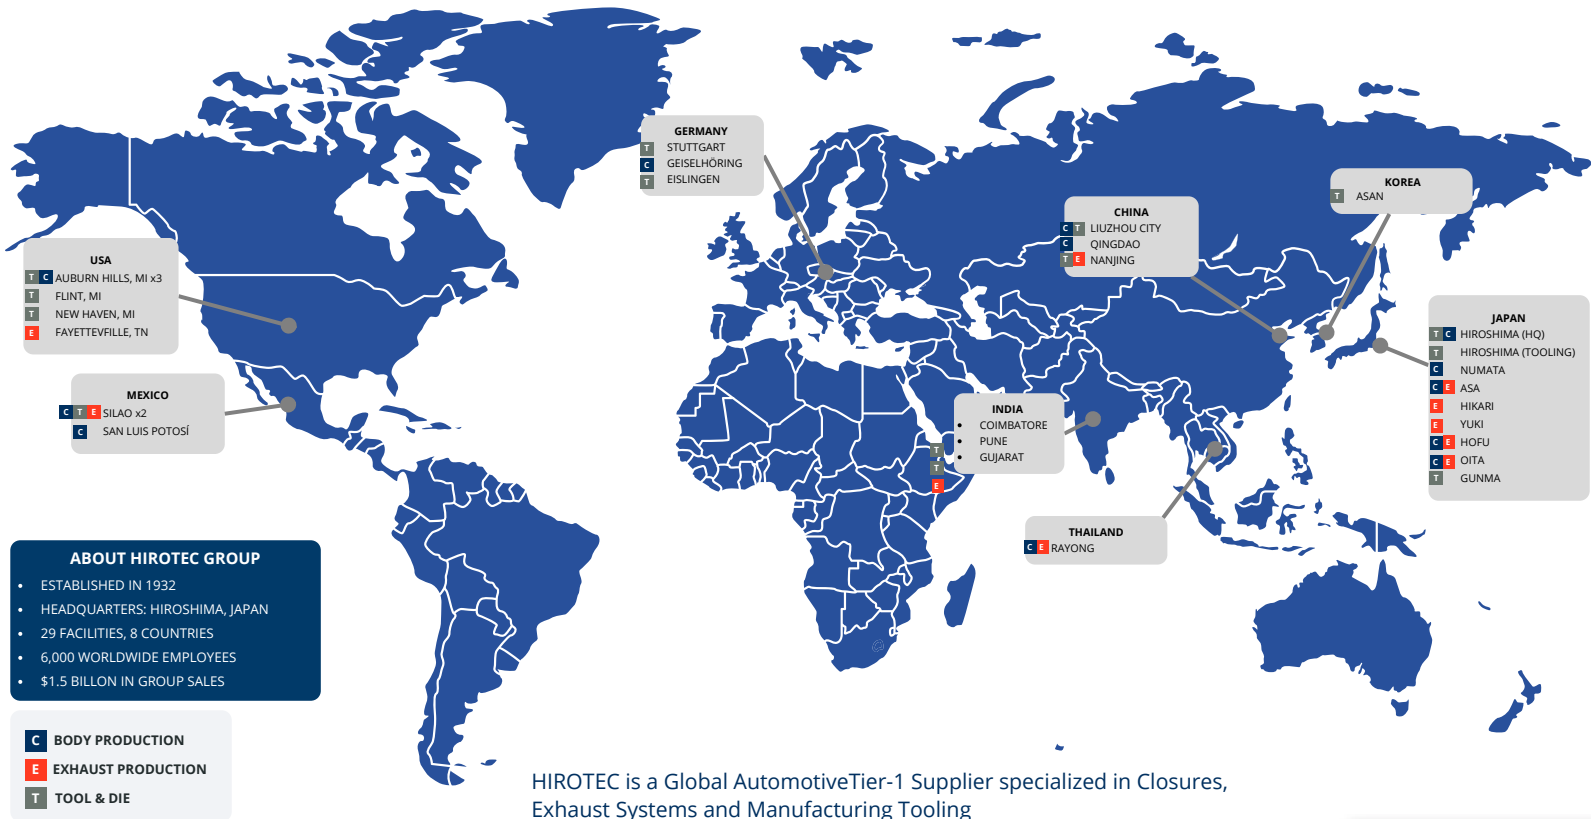 GERMANY
T STUTTGART
C GEISELHÖRING
T EISLINGEN
KOREA
T ASAN
CHINA
C T LIUZHOU CITY
C QINGDAO
T E NANJING
USA
T C AUBURN HILLS, MI x3
T FLINT, MI
T NEW HAVEN, MI
E FAYETTEVFILLE, TN
JAPAN
T C HIROSHIMA (HQ)
T HIROSHIMA (TOOLING)
C NUMATA
C E ASA
E HIKARI
E YUKI
C E HOFU
C E OITA
T GUNMA
MEXICO
C T E SILAO x2
C SAN LUIS POTOSÍ
INDIA
• COIMBATORE
• PUNE
• GUJARAT
T
T
E
THAILAND
C E RAYONG
ABOUT HIROTEC GROUP
• ESTABLISHED IN 1932
• HEADQUARTERS: HIROSHIMA, JAPAN
• 29 FACILITIES, 8 COUNTRIES
• 6,000 WORLDWIDE EMPLOYEES
• $1.5 BILLON IN GROUP SALES
C BODY PRODUCTION
E EXHAUST PRODUCTION
T TOOL & DIE
HIROTEC is a Global AutomotiveTier-1 Supplier specialized in Closures,
Exhaust Systems and Manufacturing Tooling